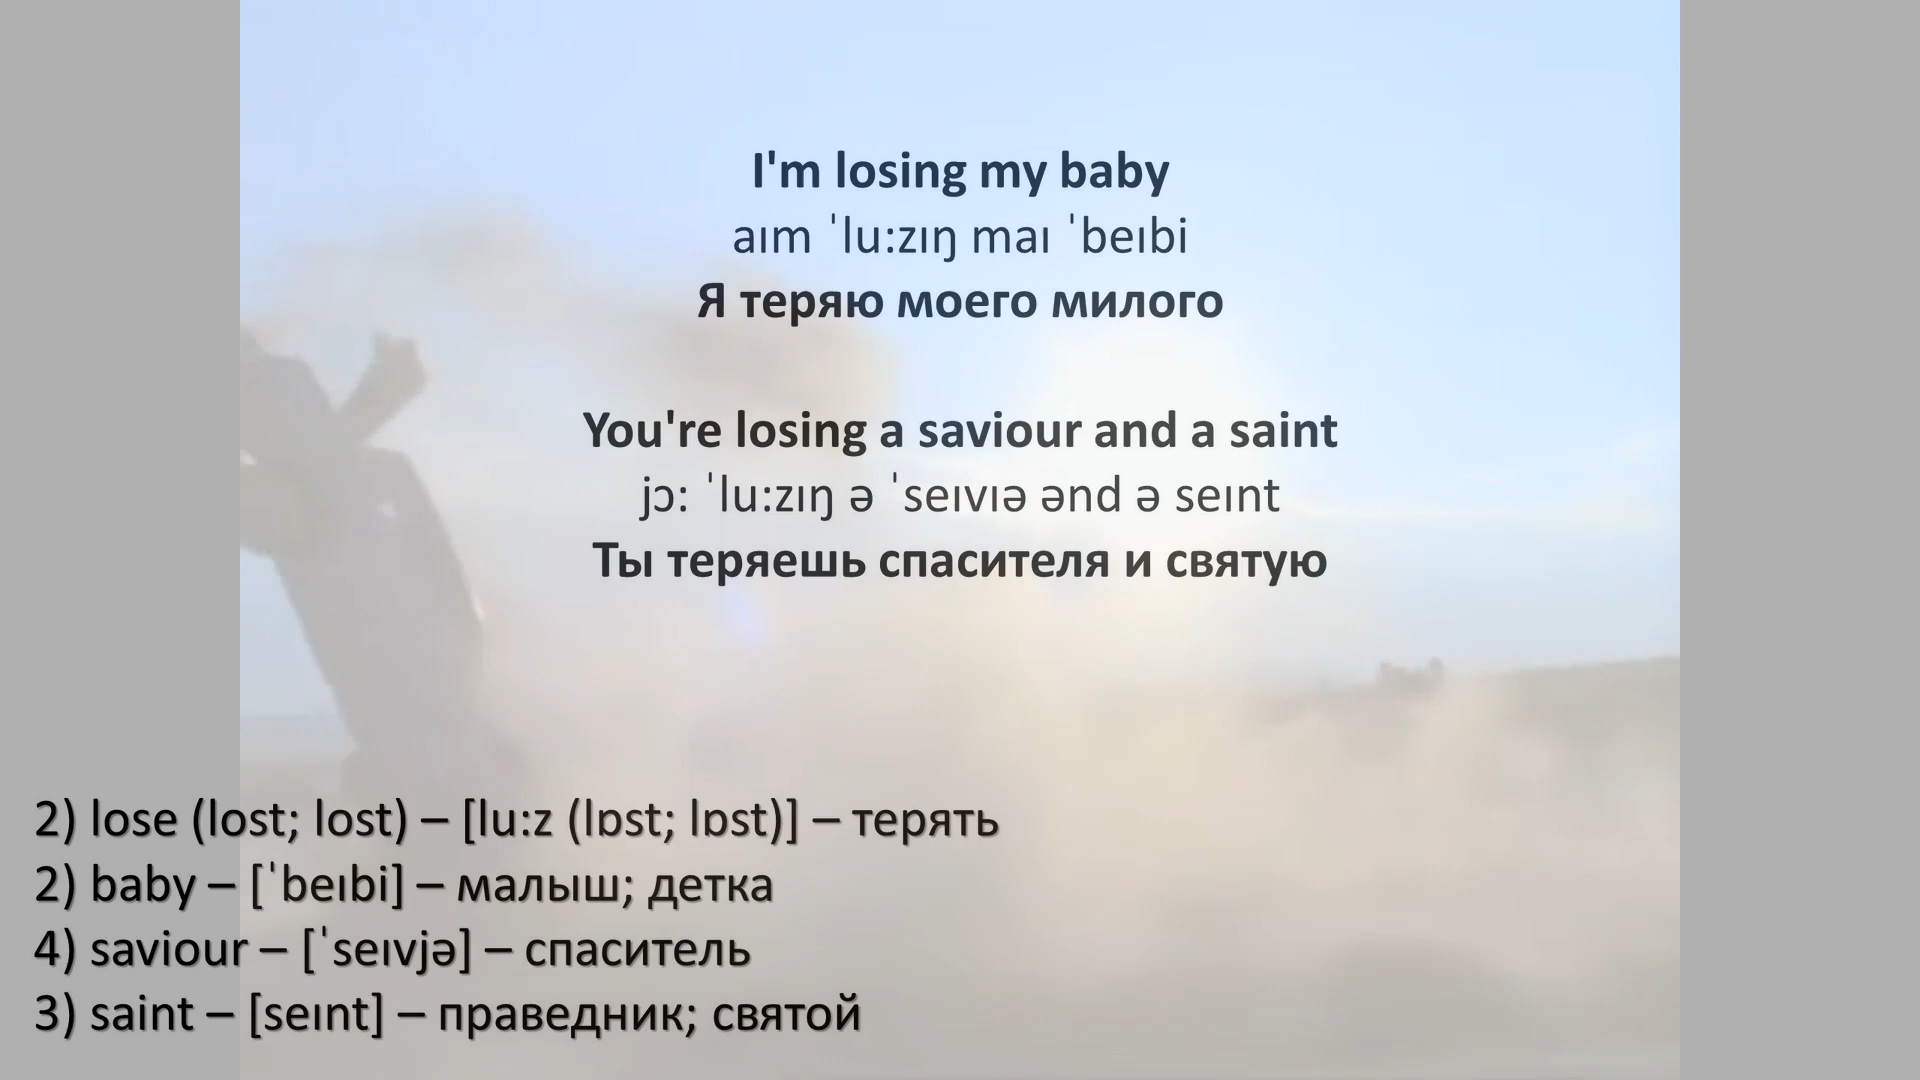 I'm losing my baby
aɪm ˈlu:zɪŋ maɪ ˈbeɪbi
Я теряю моего милого
You're losing a saviour and a saint
jɔ: ˈlu:zɪŋ ə ˈseɪvɪə ənd ə seɪnt
Ты теряешь спасителя и святую
2) lose (lost; lost) – [lu:z (lɒst; lɒst)] – терять
2) baby – [ˈbeɪbi] – малыш; детка
4) saviour – [ˈseɪvjə] – спаситель
3) saint – [seɪnt] – праведник; святой